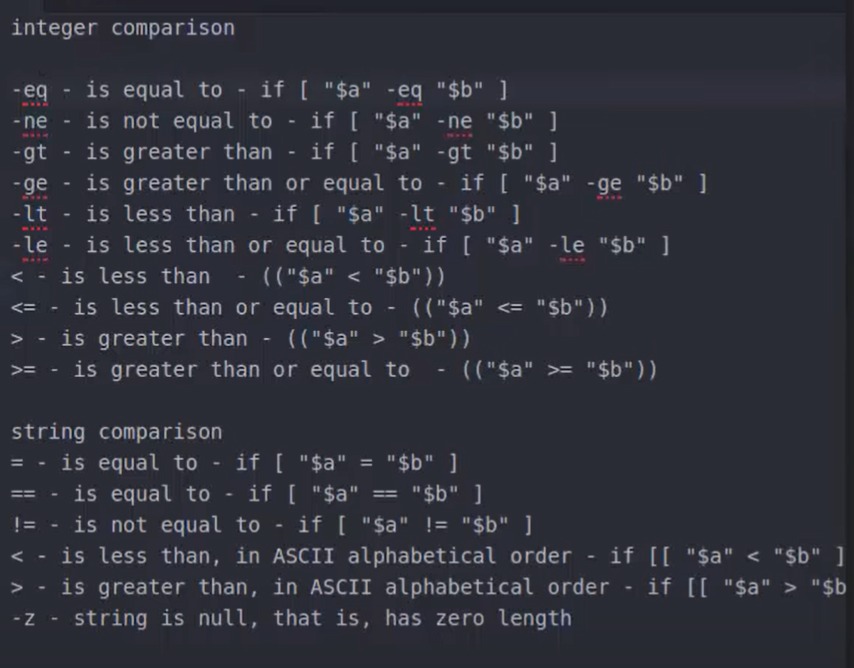 integer comparison
-eq - is equal to - if [ "$a" -eq "$b" ]
-ne - is not equal to - if [ "$a" -ne "$b" ]
-gt - is greater than - if [ "$a" -gt "$b" ]
-ge - is greater than or equal to - if [ "$a" -ge "$b" ]
-lt - is less than - if [ "$a" -lt "$b" ]
-le - is less than or equal to - if [ "$a" -le "$b" ]
< - is less than  - (("$a" < "$b"))
<= - is less than or equal to - (("$a" <= "$b"))
> - is greater than - (("$a" > "$b"))
>= - is greater than or equal to  - (("$a" >= "$b"))
string comparison
= - is equal to - if [ "$a" = "$b" ]
== - is equal to - if [ "$a" == "$b" ]
!= - is not equal to - if [ "$a" != "$b" ]
< - is less than, in ASCII alphabetical order - if [[ "$a" < "$b" ]
> - is greater than, in ASCII alphabetical order - if [[ "$a" > "$b
-z - string is null, that is, has zero length